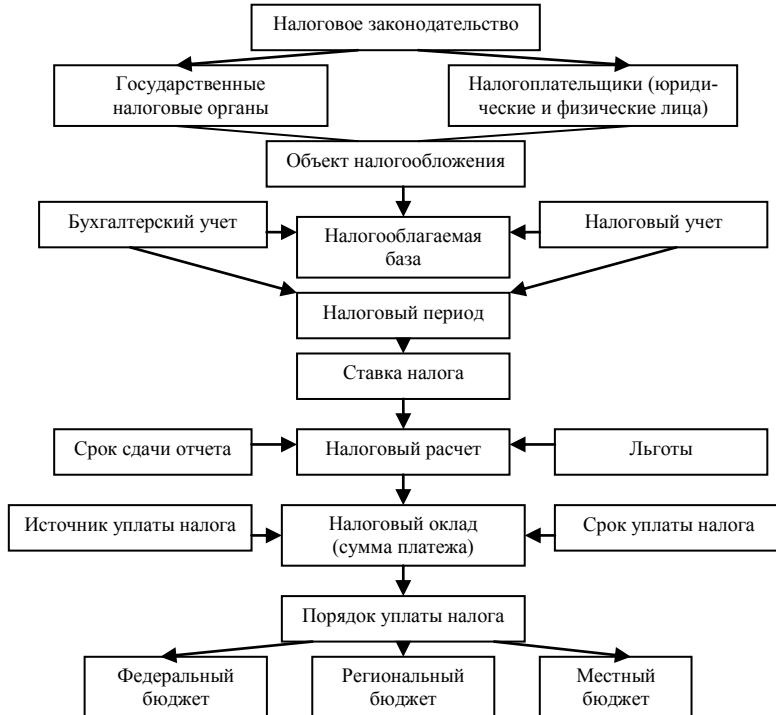 Налоговое законодательство
Государственные
налоговые органы
Налогоплательщики (юриди-
ческие и физические лица)
Объект налогообложения
Бухгалтерский учет
Налогооблагаемая
база
Налоговый учет
Налоговый период
Ставка налога
Срок сдачи отчета
Налоговый расчет
Льготы
Источник уплаты налога
Налоговый оклад
(сумма платежа)
Срок уплаты налога
Порядок уплаты налога
Федеральный
бюджет
Региональный
бюджет
Местный
бюджет